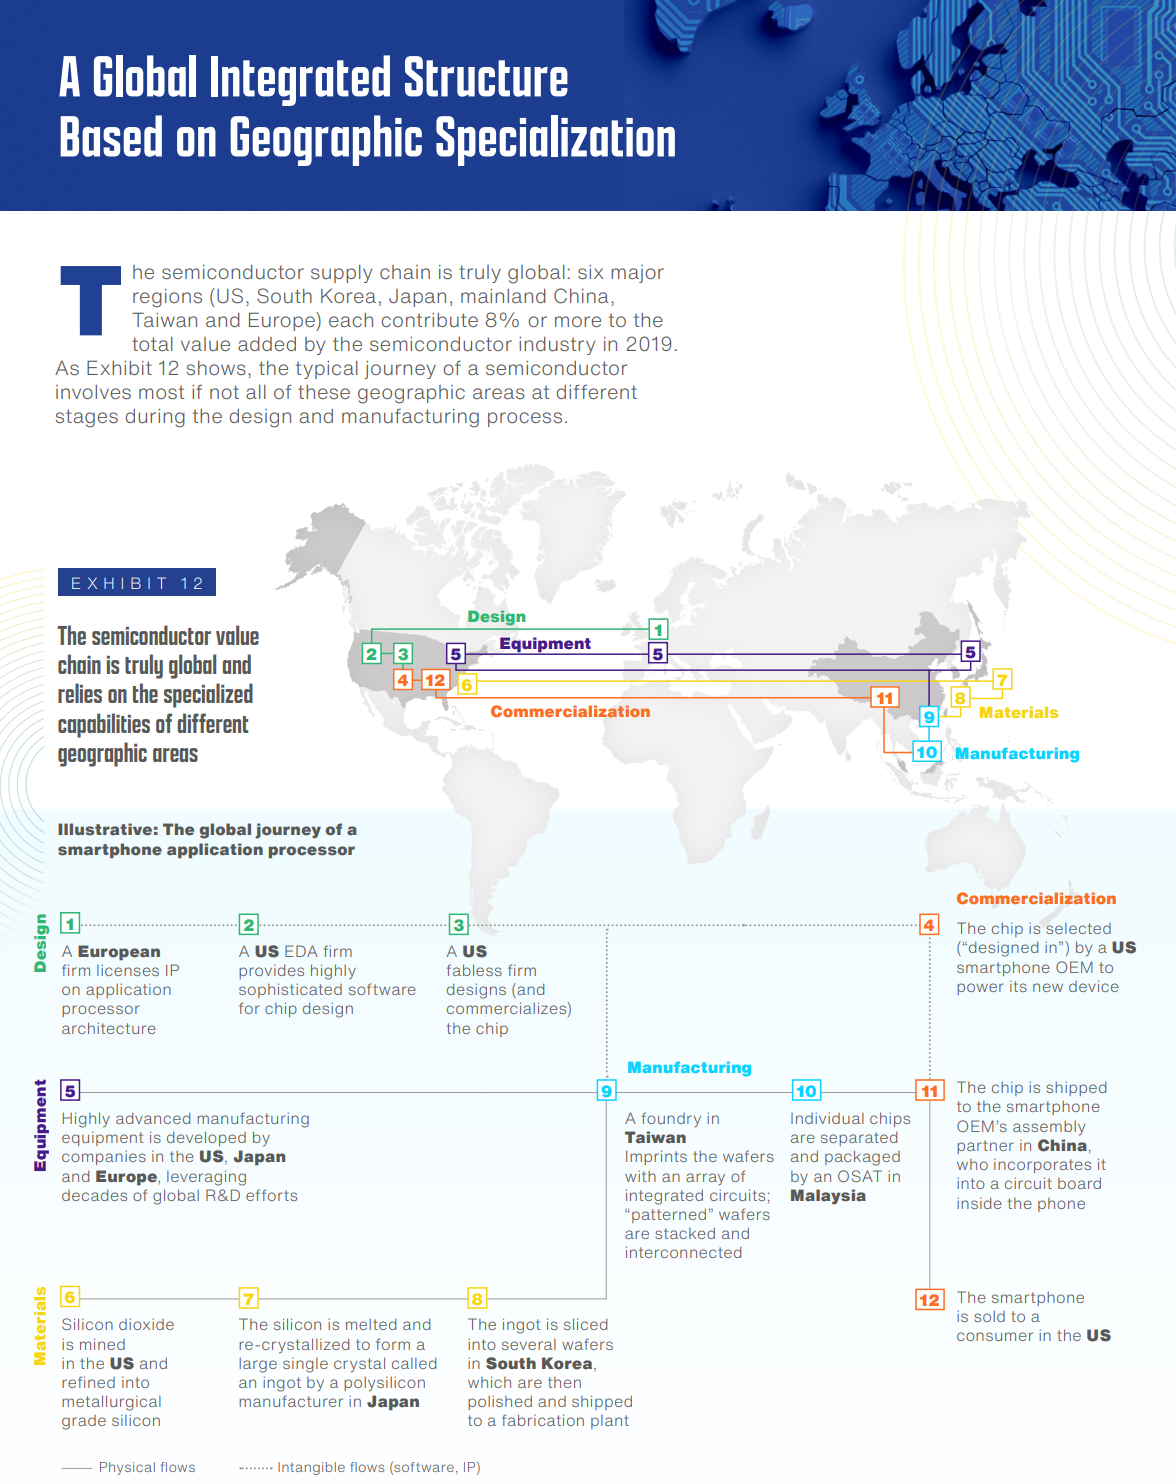 A Global Integrated Structure
Based on Geographic Specialization
The semiconductor supply chain is truly global: six major
regions (US, South Korea, Japan, mainland China,
Taiwan and Europe) each contribute 8% or more to the
total value added by the semiconductor industry in 2019.
As Exhibit 12 shows, the typical journey of a semiconductor
involves most if not all of these geographic areas at different
stages during the design and manufacturing process.
EXHIBIT 12
The semiconductor value
chain is truly global and
relies on the specialized
capabilities of different
geographic areas
Design
1
2
3
Equipment
5
5
5
4
12
6
7
11
8
Commercialization
9
Materials
10
Manufacturing
Illustrative: The global journey of a
smartphone application processor
Design
1
A European
firm licenses IP
on application
processor
architecture
2
A US EDA firm
provides highly
sophisticated software
for chip design
3
A US
fabless firm
designs (and
commercializes)
the chip
Commercialization
4
The chip is selected
(“designed in”) by a US
smartphone OEM to
power its new device
Equipment
5
Highly advanced manufacturing
equipment is developed by
companies in the US, Japan
and Europe, leveraging
decades of global R&D efforts
Manufacturing
9
A foundry in
Taiwan
Imprints the wafers
with an array of
integrated circuits;
“patterned” wafers
are stacked and
interconnected
10
Individual chips
are separated
and packaged
by an OSAT in
Malaysia
11
The chip is shipped
to the smartphone
OEM’s assembly
partner in China,
who incorporates it
into a circuit board
inside the phone
Materials
6
Silicon dioxide
is mined
in the US and
refined into
metallurgical
grade silicon
7
The silicon is melted and
re-crystallized to form a
large single crystal called
an ingot by a polysilicon
manufacturer in Japan
8
The ingot is sliced
into several wafers
in South Korea,
which are then
polished and shipped
to a fabrication plant
12
The smartphone
is sold to a
consumer in the US
Physical flows
Intangible flows (software, IP)